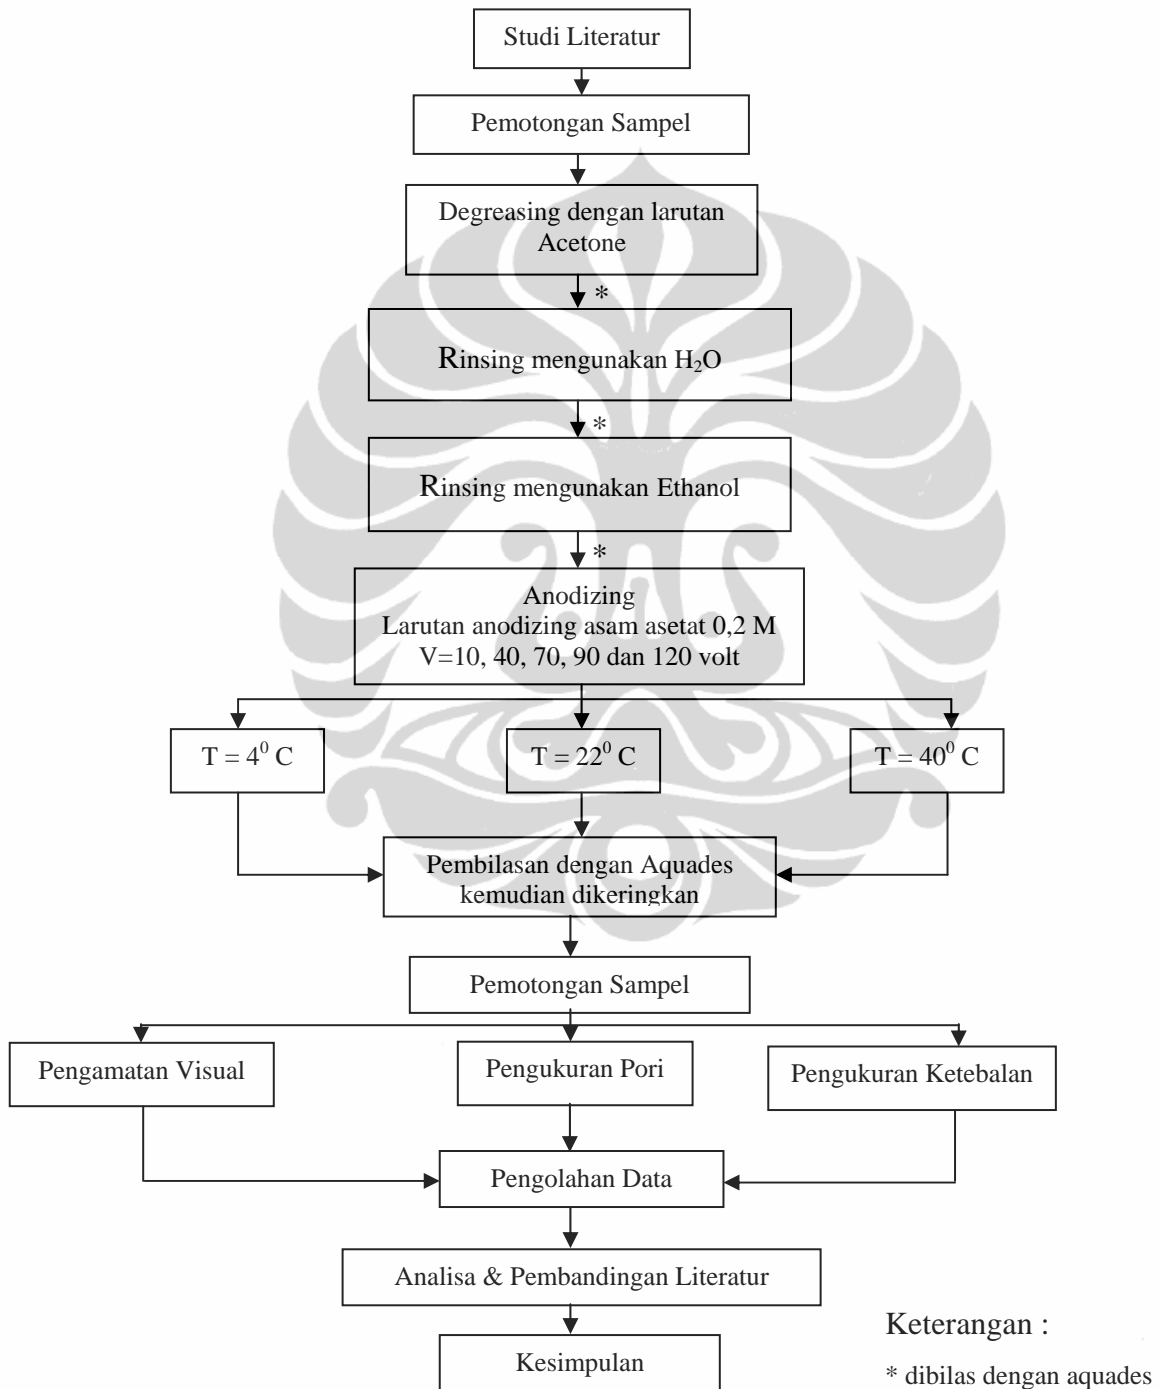 Studi Literatur
Pemotongan Sampel
Degreasing dengan larutan
Acetone
*
Rinsing mengunakan H₂O
*
Rinsing mengunakan Ethanol
*
Anodizing
Larutan anodizing asam asetat 0,2 M
V=10, 40, 70, 90 dan 120 volt
T = 4⁰ C
T = 22⁰ C
T = 40⁰ C
Pembilasan dengan Aquades
kemudian dikeringkan
Pemotongan Sampel
Pengamatan Visual
Pengukuran Pori
Pengukuran Ketebalan
Pengolahan Data
Analisa & Pembandingan Literatur
Kesimpulan
Keterangan :
* dibilas dengan aquades